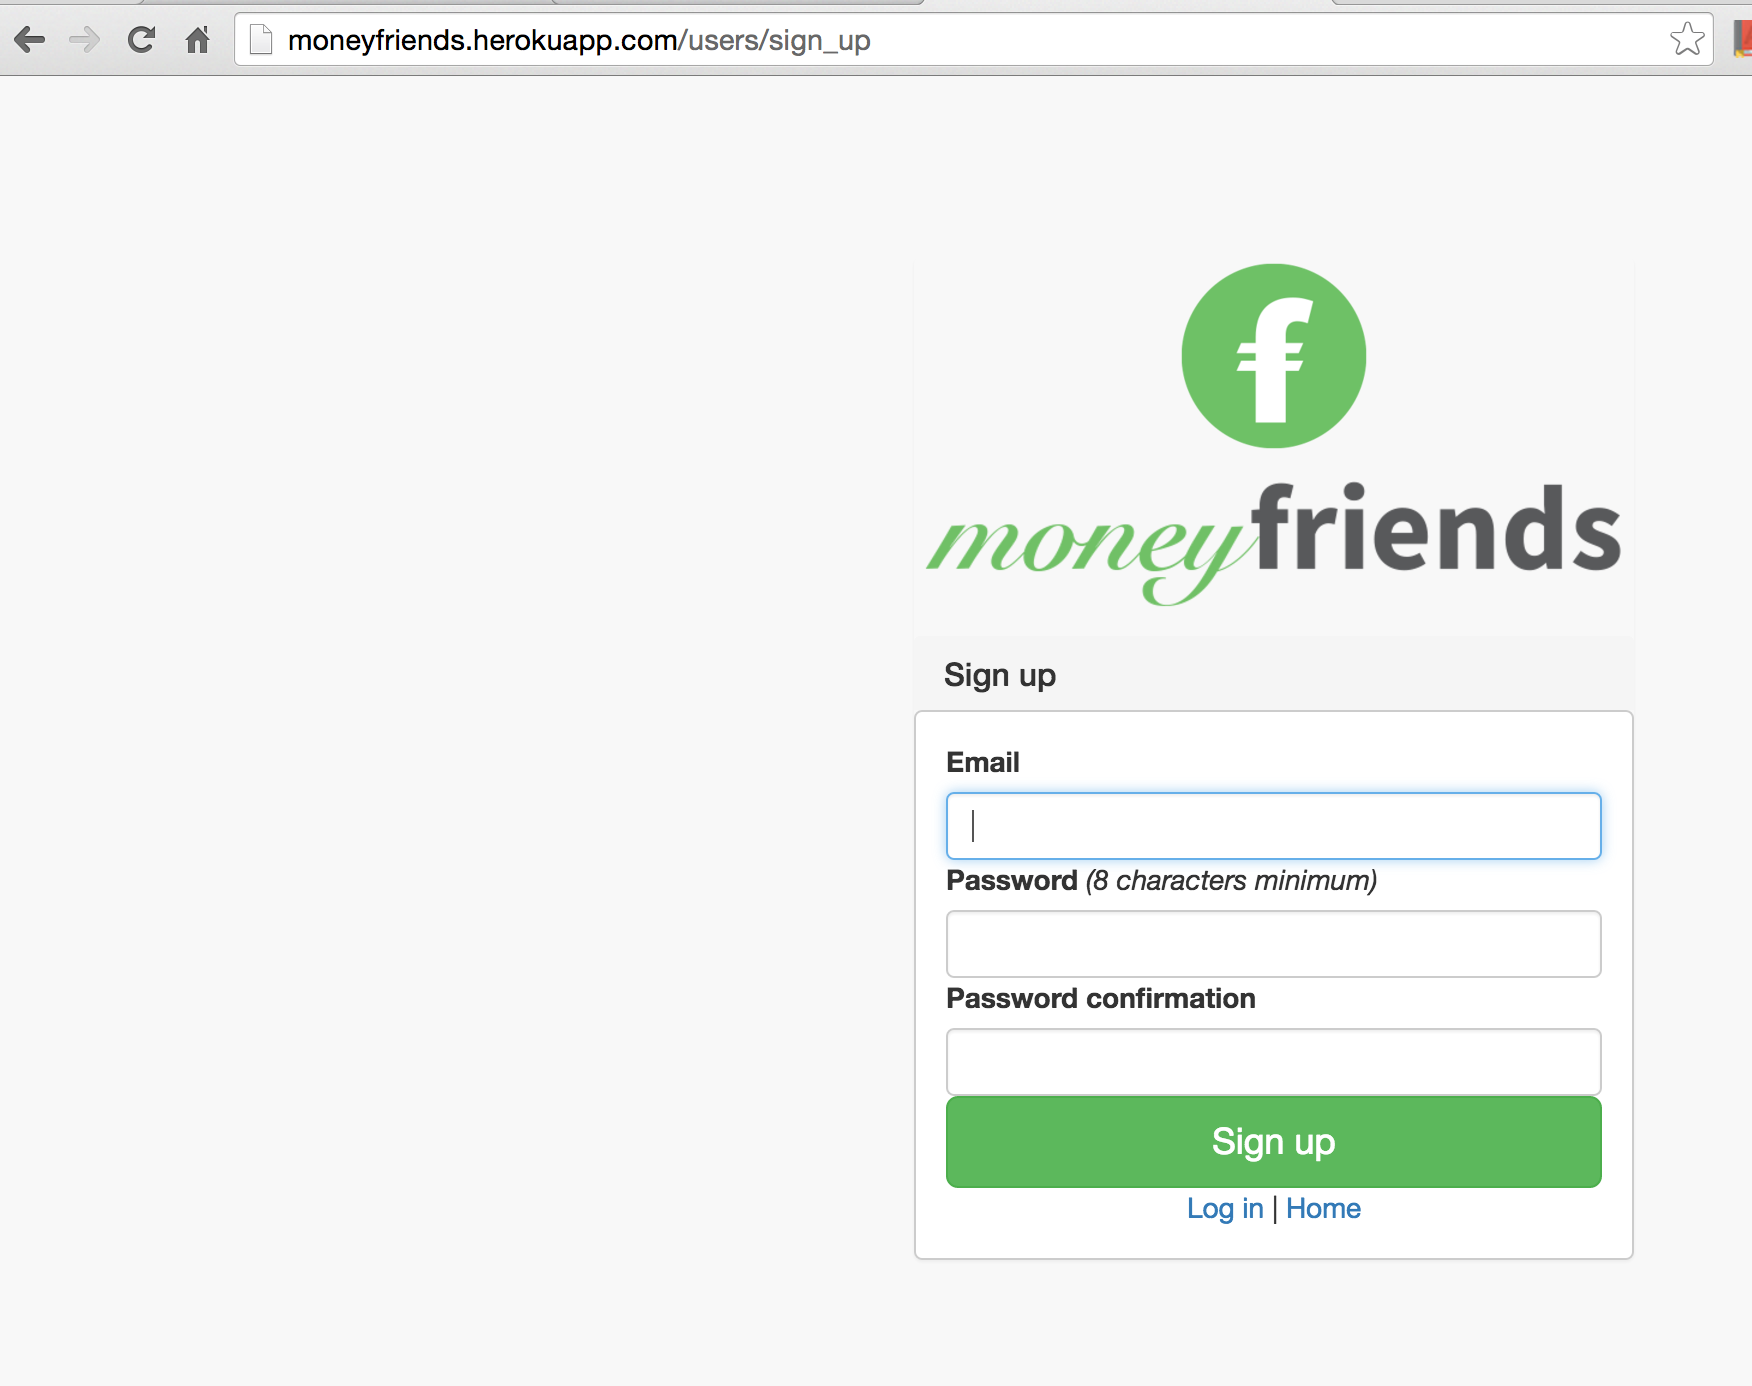 moneyfriends.herokuapp.com/users/sign_up
f
moneyfriends
Sign up
Email
Password (8 characters minimum)
Password confirmation
Sign up
Log in | Home